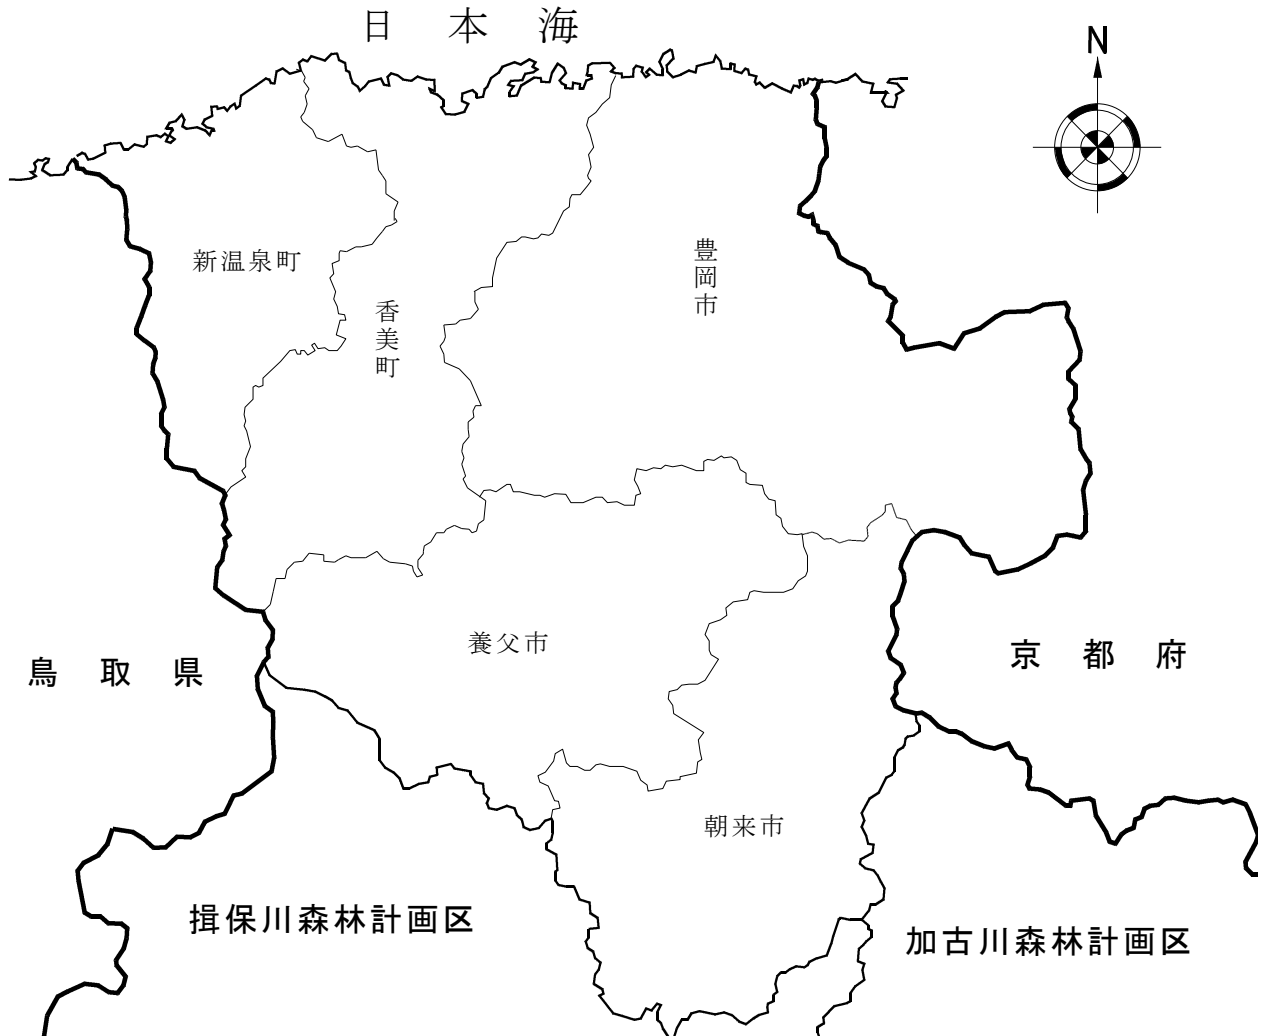 日本海
N
新温泉町
豊岡市
香美町
養父市
鳥取県
京都府
朝来市
揖保川森林計画区
加古川森林計画区